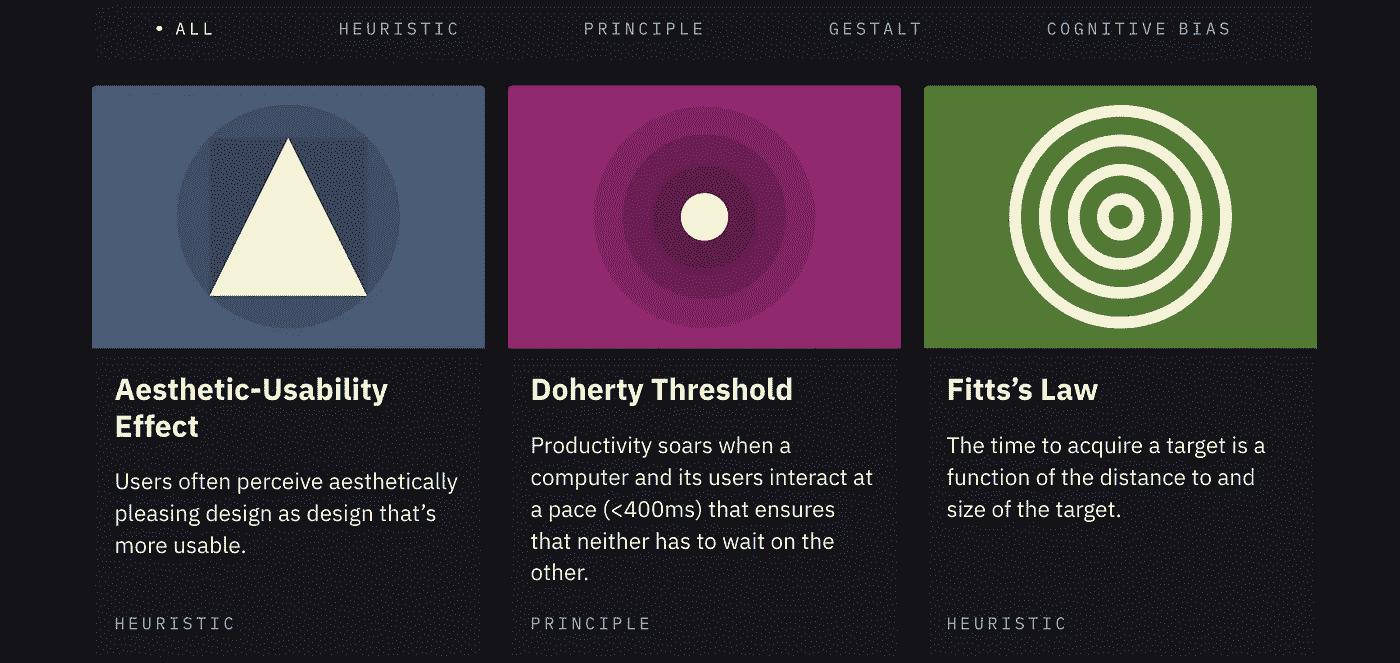 • ALL
HEURISTIC
PRINCIPLE
GESTALT
COGNITIVE BIAS
Aesthetic-Usability
Effect
Users often perceive aesthetically
pleasing design as design that’s
more usable.
HEURISTIC
Doherty Threshold
Productivity soars when a
computer and its users interact at
a pace (<400ms) that ensures
that neither has to wait on the
other.
PRINCIPLE
Fitts’s Law
The time to acquire a target is a
function of the distance to and
size of the target.
HEURISTIC